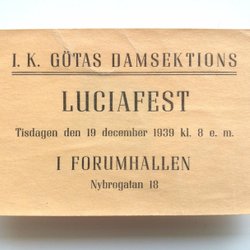 I. K. GÖTAS DAMSEKTIONS
LUCIAFEST
Tisdagen den 19 december 1939 kl. 8 e. m.
I FORUMHALLEN
Nybrogatan 18